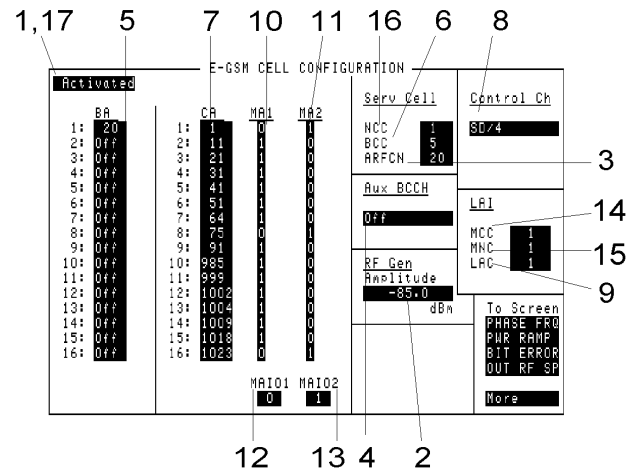 1,17 5 7 10 11 16 6 8
E-GSM CELL CONFIGURATION
Activated
BA
1: 20
2: Off
3: Off
4: Off
5: Off
6: Off
7: Off
8: Off
9: Off
10: Off
11: Off
12: Off
13: Off
14: Off
15: Off
16: Off
CA MA1 MA2
1: 1 0 1
2: 11 1 0
3: 21 1 0
4: 31 1 0
5: 41 1 0
6: 51 1 0
7: 64 1 0
8: 75 0 1
9: 91 1 0
10: 985 1 0
11: 999 1 0
12: 1002 1 0
13: 1004 1 0
14: 1009 1 0
15: 1018 1 0
16: 1023 0 1
MAIO1 MAIO2
0 1
Serv Cell
NCC 1
BCC 5
ARFCN 20
Aux BCCH
Off
RF Gen
Amplitude
-85.0
dBm
Control Ch
SD/4
3
LAI
MCC 1
MNC 1
LAC 1
14
15
9
To Screen
PHASE FRQ
PWR RAMP
BIT ERROR
OUT RF SP
More
12 13 4 2